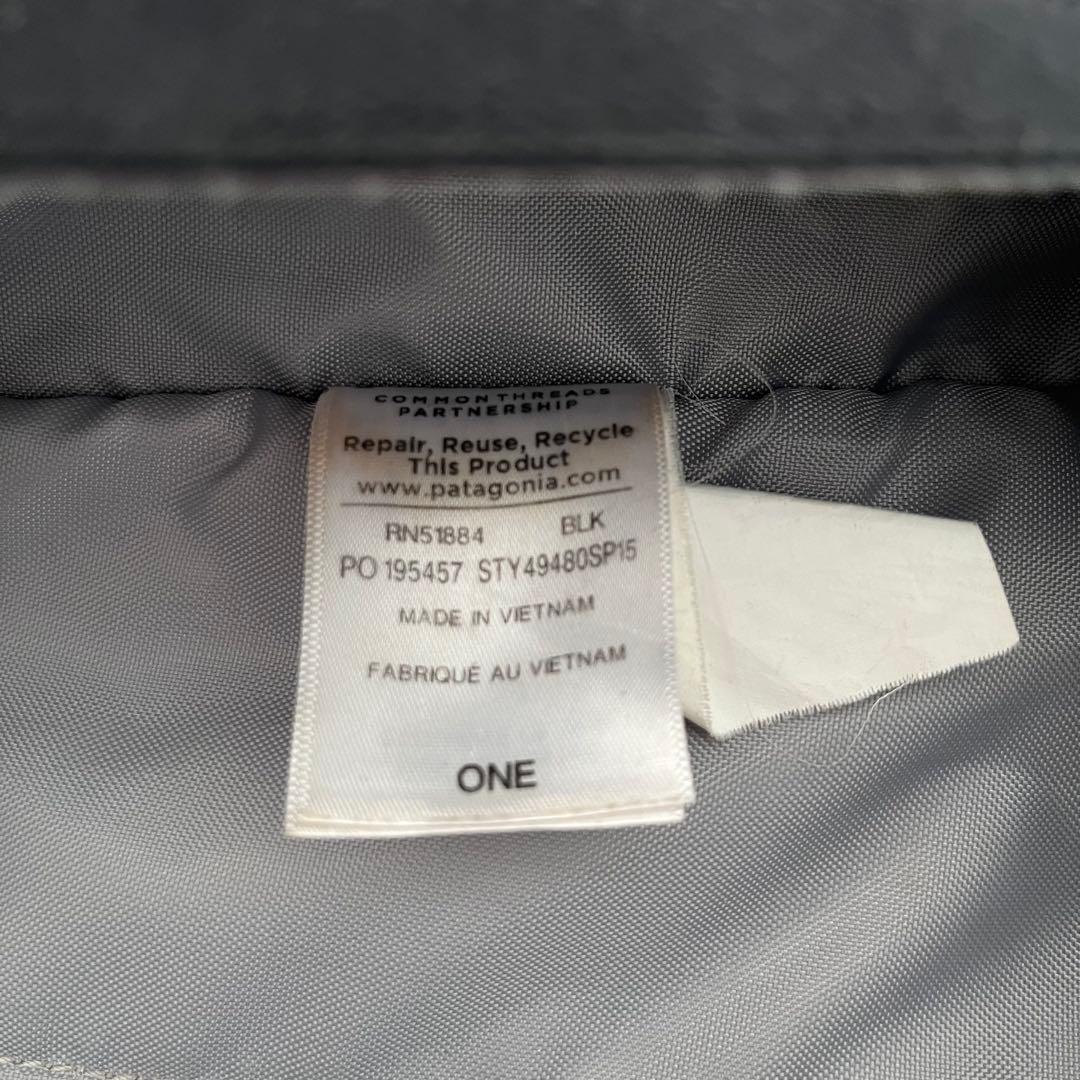 COMMON THREADS
PARTNERSHIP
Repair, Reuse, Recycle
This Product
www.patagonia.com
RN51884 BLK
PO 195457 STY49480SP15
MADE IN VIETNAM
FABRIQUÉ AU VIETNAM
ONE